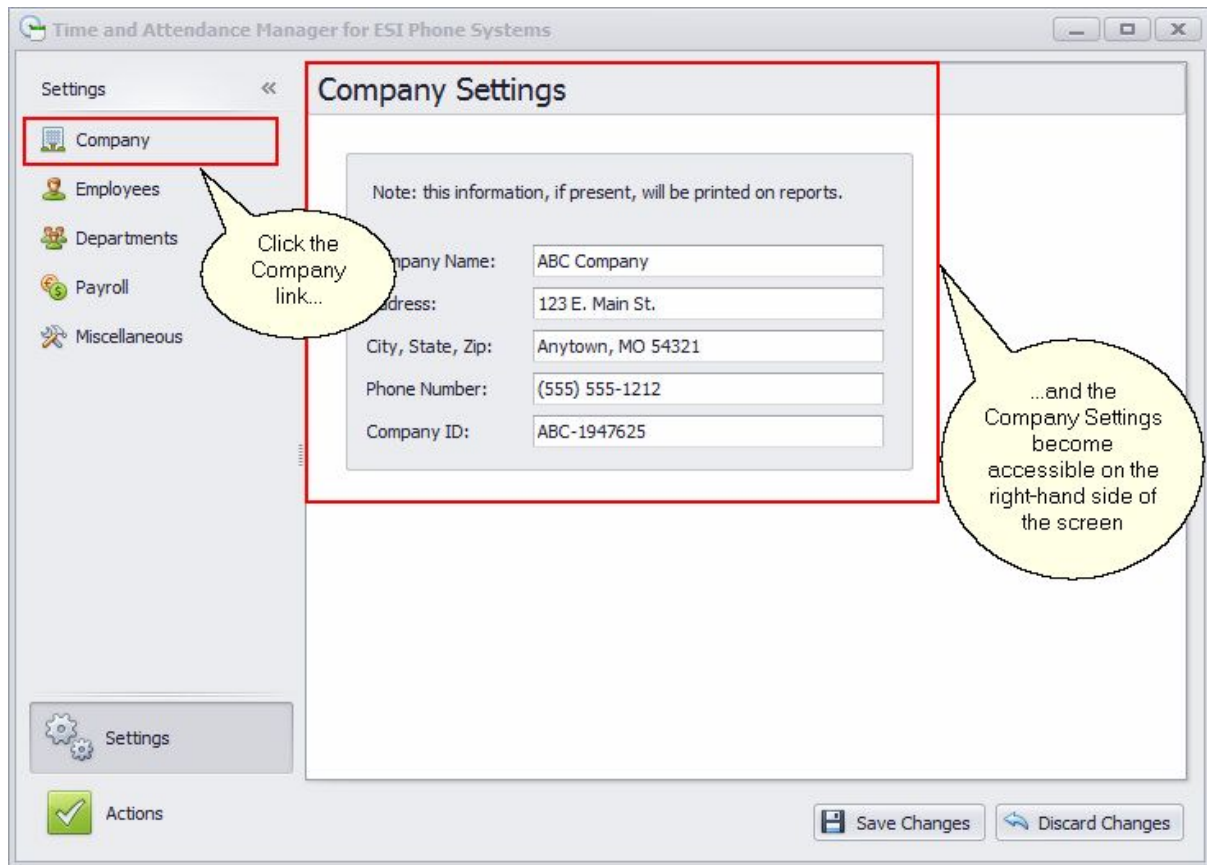 Time and Attendance Manager for ESI Phone Systems
Settings
Company
Employees
Departments
Payroll
Miscellaneous
Click the
Company
link...
Company Settings
Note: this information, if present, will be printed on reports.
mpany Name: ABC Company
dress: 123 E. Main St.
City, State, Zip: Anytown, MO 54321
Phone Number: (555) 555-1212
Company ID: ABC-1947625
...and the
Company Settings
become
accessible on the
right-hand side of
the screen
Settings
Actions
Save Changes
Discard Changes